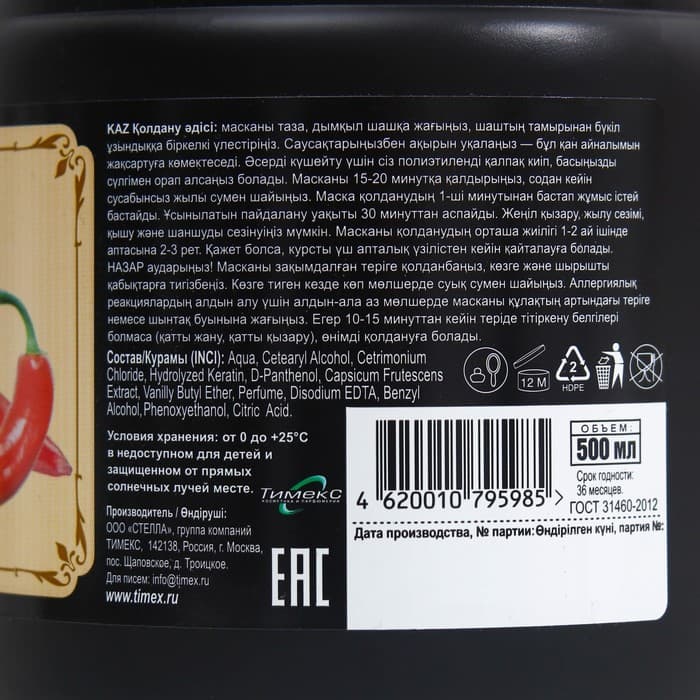 KAZ Қолдану әдісі: масканы таза, дымқыл шашқа жағыңыз, шаштың тамырынан бүкіл
ұзындыққа біркелкі үлестіріңіз. Саусақтарыңызбен ақырын уқалаңыз — бұл қан айналымын
жақсартуға көмектеседі. Әсерді күшейту үшін сіз полиэтиленді қалпақ киіп, басыңызды
сүлгімен орап алсаңыз болады. Масканы 15-20 минутқа қалдырыңыз, содан кейін
сусабынсыз жылы сумен шайыңыз. Маска қолданудың 1-ші минутынан бастап жұмыс істей
бастайды. Ұсынылатын пайдалану уақыты 30 минуттан аспайды. Жеңіл қызару, жылу сезімі,
қышу және шаншуды сезінуіңіз мүмкін. Масканы қолданудың орташа жиілігі 1-2 ай ішінде
аптасына 2-3 рет. Қажет болса, курсты үш апталық үзілістен кейін қайталауға болады.
НАЗАР аударыңыз! Масканы зақымдалған теріге қолданбаңыз, көзге және шырышты
қабықтарға тигізбеңіз. Көзге тиген кезде көп мөлшерде суық сумен шайыңыз. Аллергиялық
реакциялардың алдын алу үшін алдын-ала аз мөлшерде масканы құлақтың артындағы теріге
немесе шынтақ буынына жағыңыз. Егер 10-15 минуттан кейін теріде тітіркену белгілері
болмаса (қатты жану, қатты қызару), өнімді қолдануға болады.
Состав/Курамы (INCI): Aqua, Cetearyl Alcohol, Cetrimonium
Chloride, Hydrolyzed Keratin, D-Panthenol, Capsicum Frutescens
Extract, Vanilly Butyl Ether, Perfume, Disodium EDTA, Benzyl
Alcohol, Phenoxyethanol, Citric Acid.
12 M
2
HDPE
Условия хранения: от 0 до +25°С
в недоступном для детей и
защищенном от прямых
солнечных лучей месте.
Тимекс
КОСМЕТИКА И ПАРФЮМЕРИЯ
Производитель / Өндіруші:
ООО «СТЕЛЛА», группа компаний
ТИМЕКС, 142138, Россия, г. Москва,
пос. Щаповское, д. Троицкое.
Для писем: info@timex.ru
www.timex.ru
EAC
4 620010 795985 >
ОБЪЕМ:
500 МЛ
Срок годности:
36 месяцев.
ГОСТ 31460-2012
Дата производства, № партии: Өндірілген күні, партия №: